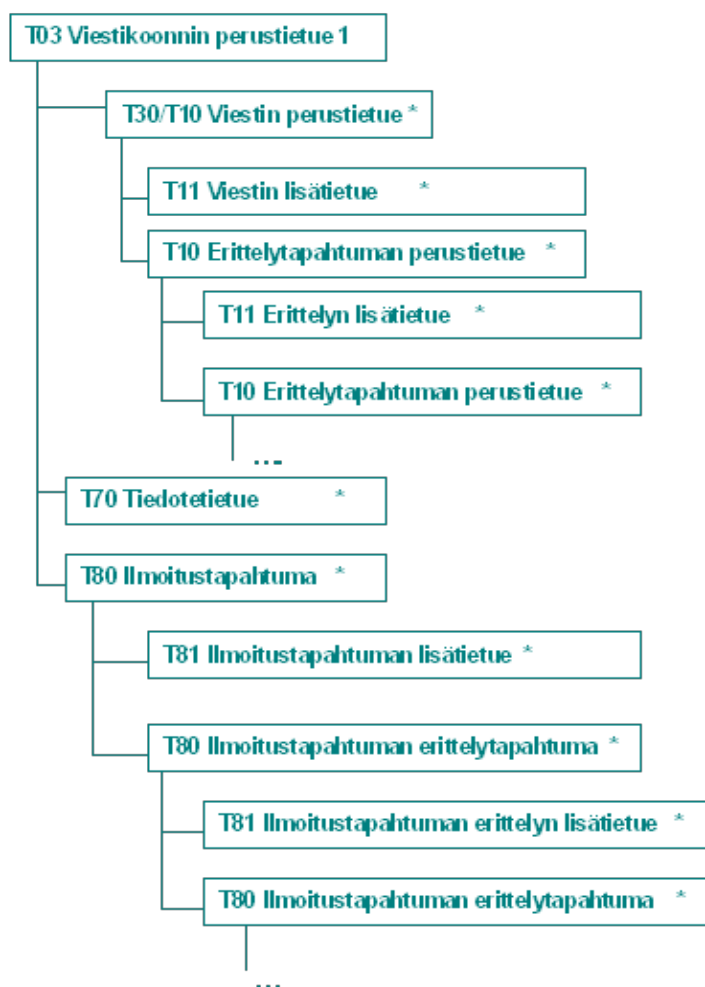 T03 Viestikoonnin perustietue 1
T30/T10 Viestin perustietue *
T11 Viestin lisätietue *
T10 Erittelytapahtuman perustietue *
T11 Erittelyn lisätietue *
T10 Erittelytapahtuman perustietue *
...
T70 Tiedotetietue *
T80 Ilmoitustapahtuma *
T81 Ilmoitustapahtuman lisätietue *
T80 Ilmoitustapahtuman erittelytapahtuma *
T81 Ilmoitustapahtuman erittelyn lisätietue *
T80 Ilmoitustapahtuman erittelytapahtuma *
...